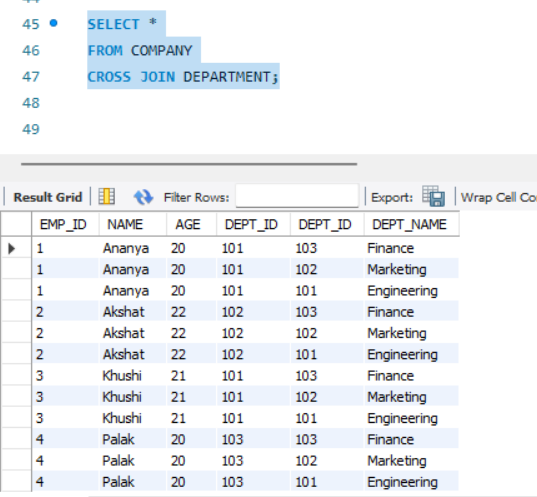 45 SELECT *
46 FROM COMPANY
47 CROSS JOIN DEPARTMENT;
48
49
Result Grid Filter Rows: Export: Wrap Cell Co
EMP_ID NAME AGE DEPT_ID DEPT_ID DEPT_NAME
1 Ananya 20 101 103 Finance
1 Ananya 20 101 102 Marketing
1 Ananya 20 101 101 Engineering
2 Akshat 22 102 103 Finance
2 Akshat 22 102 102 Marketing
2 Akshat 22 102 101 Engineering
3 Khushi 21 101 103 Finance
3 Khushi 21 101 102 Marketing
3 Khushi 21 101 101 Engineering
4 Palak 20 103 103 Finance
4 Palak 20 103 102 Marketing
4 Palak 20 103 101 Engineering